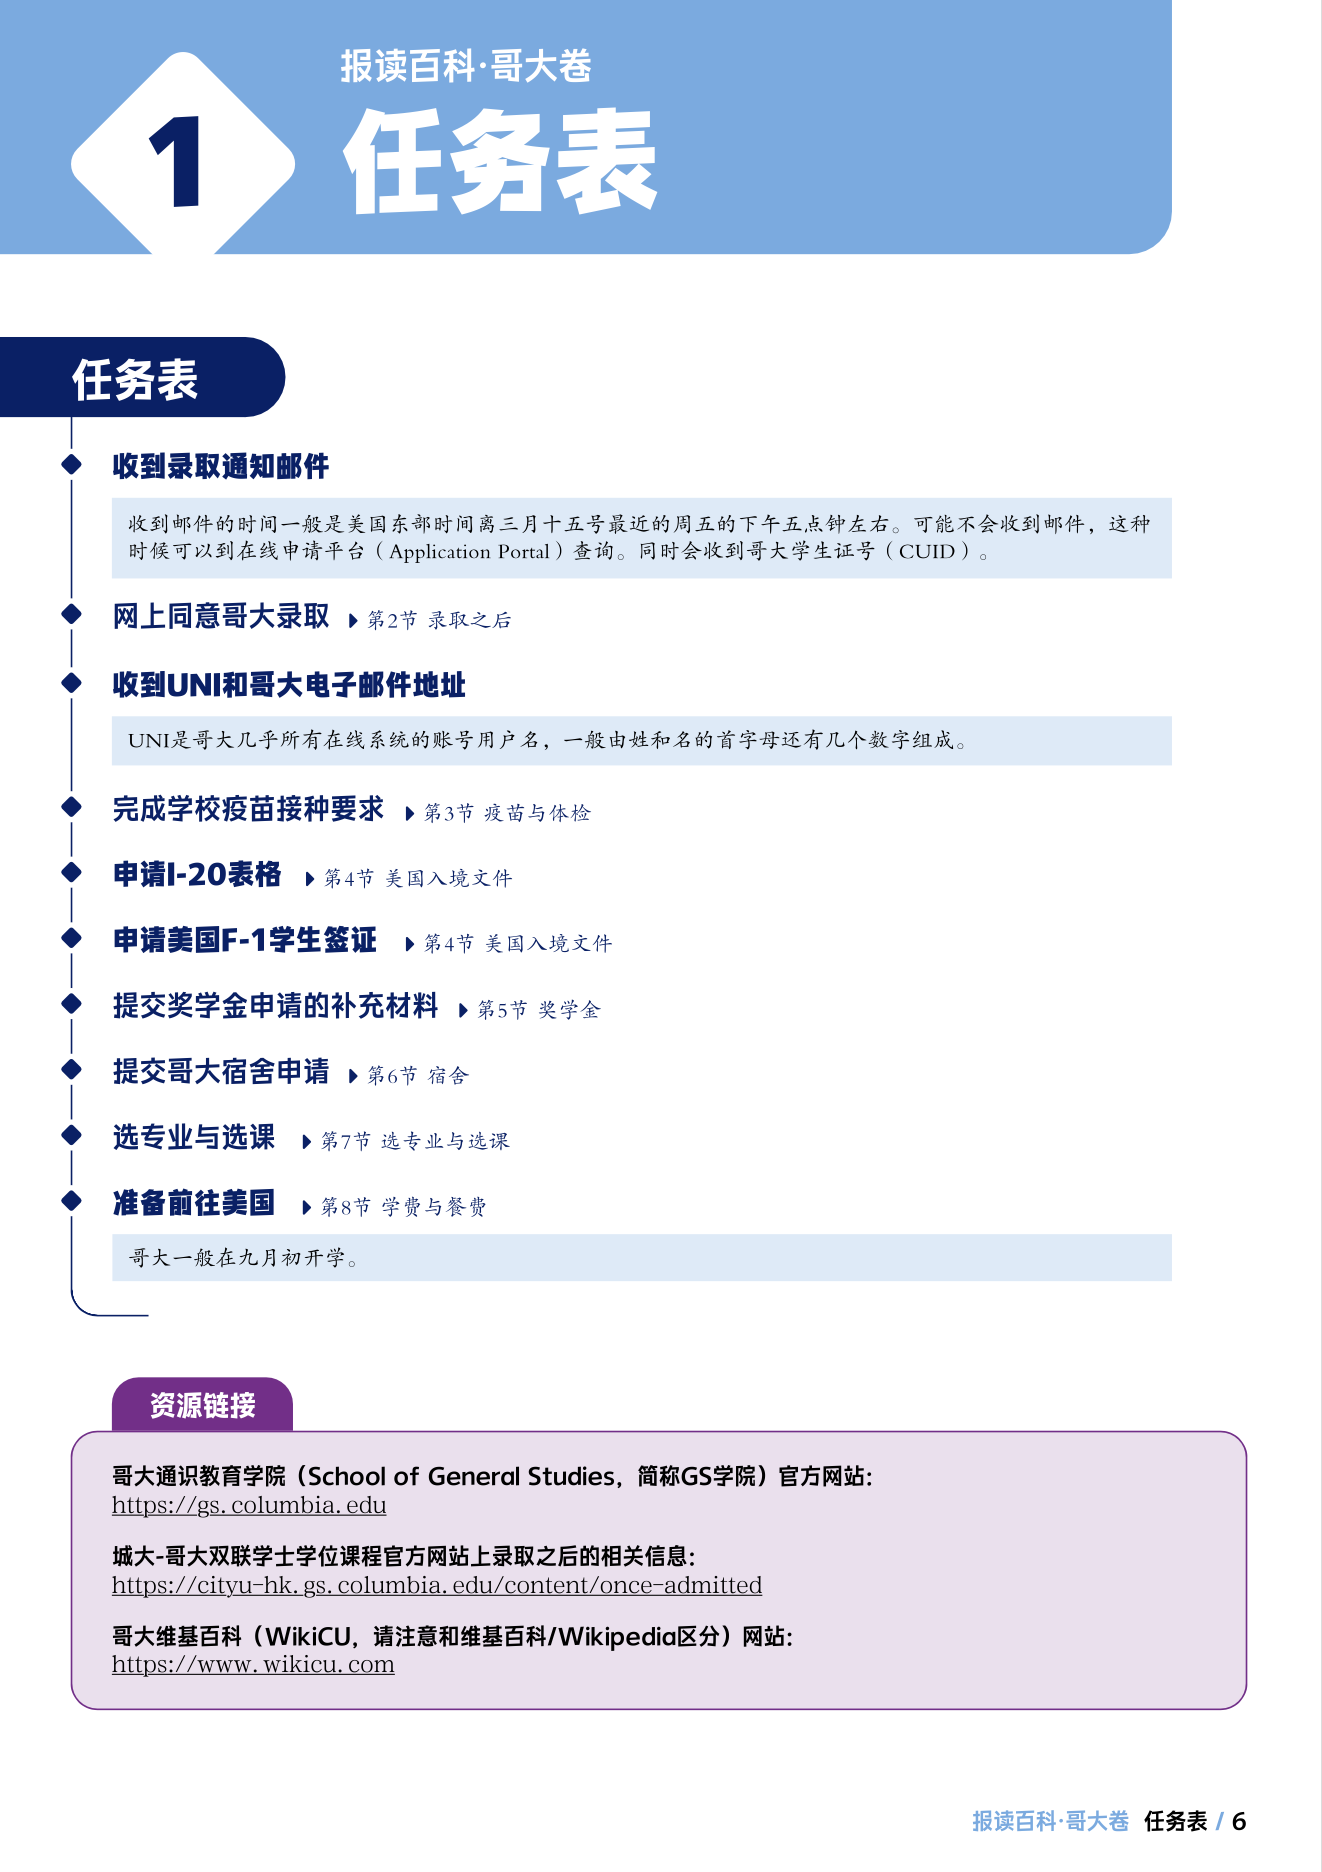 报读百科·哥大卷
1
任务表
任务表
收到录取通知邮件
收到邮件的时间一般是美国东部时间离三月十五号最近的周五的下午五点钟左右。可能不会收到邮件，这种
时候可以到在线申请平台（Application Portal）查询。同时会收到哥大学生证号（CUID）。
网上同意哥大录取 第2节 录取之后
收到UNI和哥大电子邮件地址
UNI是哥大几乎所有在线系统的账号用户名，一般由姓和名的首字母还有几个数字组成。
完成学校疫苗接种要求 第3节 疫苗与体检
申请I-20表格 第4节 美国入境文件
申请美国F-1学生签证 第4节 美国入境文件
提交奖学金申请的补充材料 第5节 奖学金
提交哥大宿舍申请 第6节 宿舍
选专业与选课 第7节 选专业与选课
准备前往美国 第8节 学费与餐费
哥大一般在九月初开学。
资源链接
哥大通识教育学院（School of General Studies，简称GS学院）官方网站：
https://gs.columbia.edu
城大-哥大双联学士学位课程官方网站上录取之后的相关信息：
https://cityu-hk.gs.columbia.edu/content/once-admitted
哥大维基百科（WikiCU，请注意和维基百科/Wikipedia区分）网站：
https://www.wikicu.com
报读百科·哥大卷 任务表 / 6